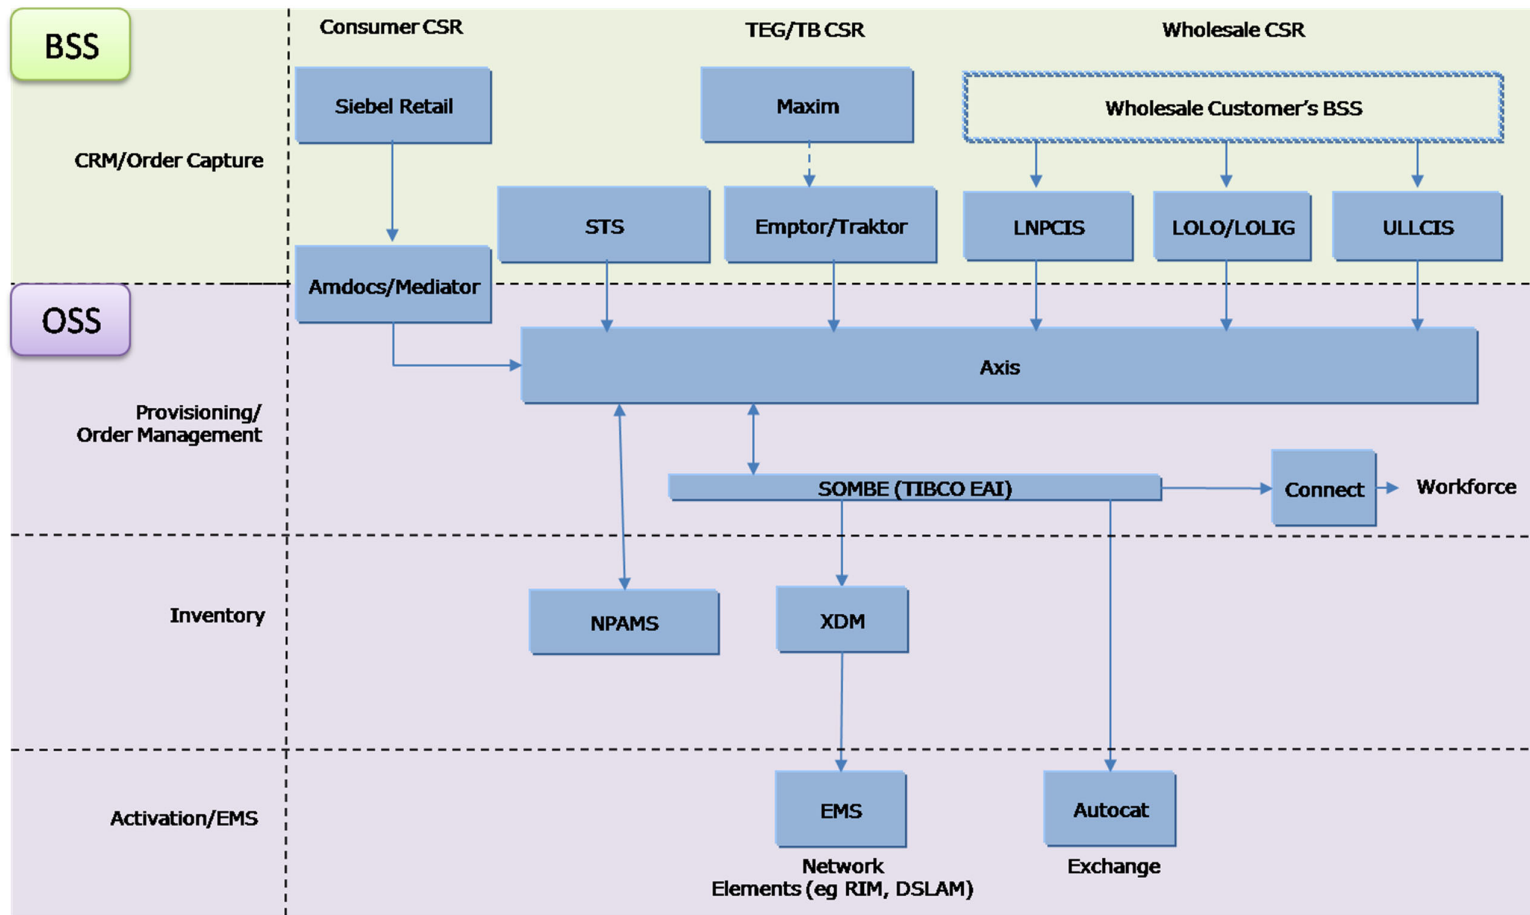 BSS
Consumer CSR
TEG/TB CSR
Wholesale CSR
Siebel Retail
Maxim
Wholesale Customer’s BSS
CRM/Order Capture
STS
Emptor/Traktor
LNPCIS
LOLO/LOLIG
ULLCIS
Amdocs/Mediator
OSS
Axis
Provisioning/
Order Management
SOMBE (TIBCO EAI)
Connect
Workforce
Inventory
NPAMS
XDM
Activation/EMS
EMS
Autocat
Network
Elements (eg RIM, DSLAM)
Exchange